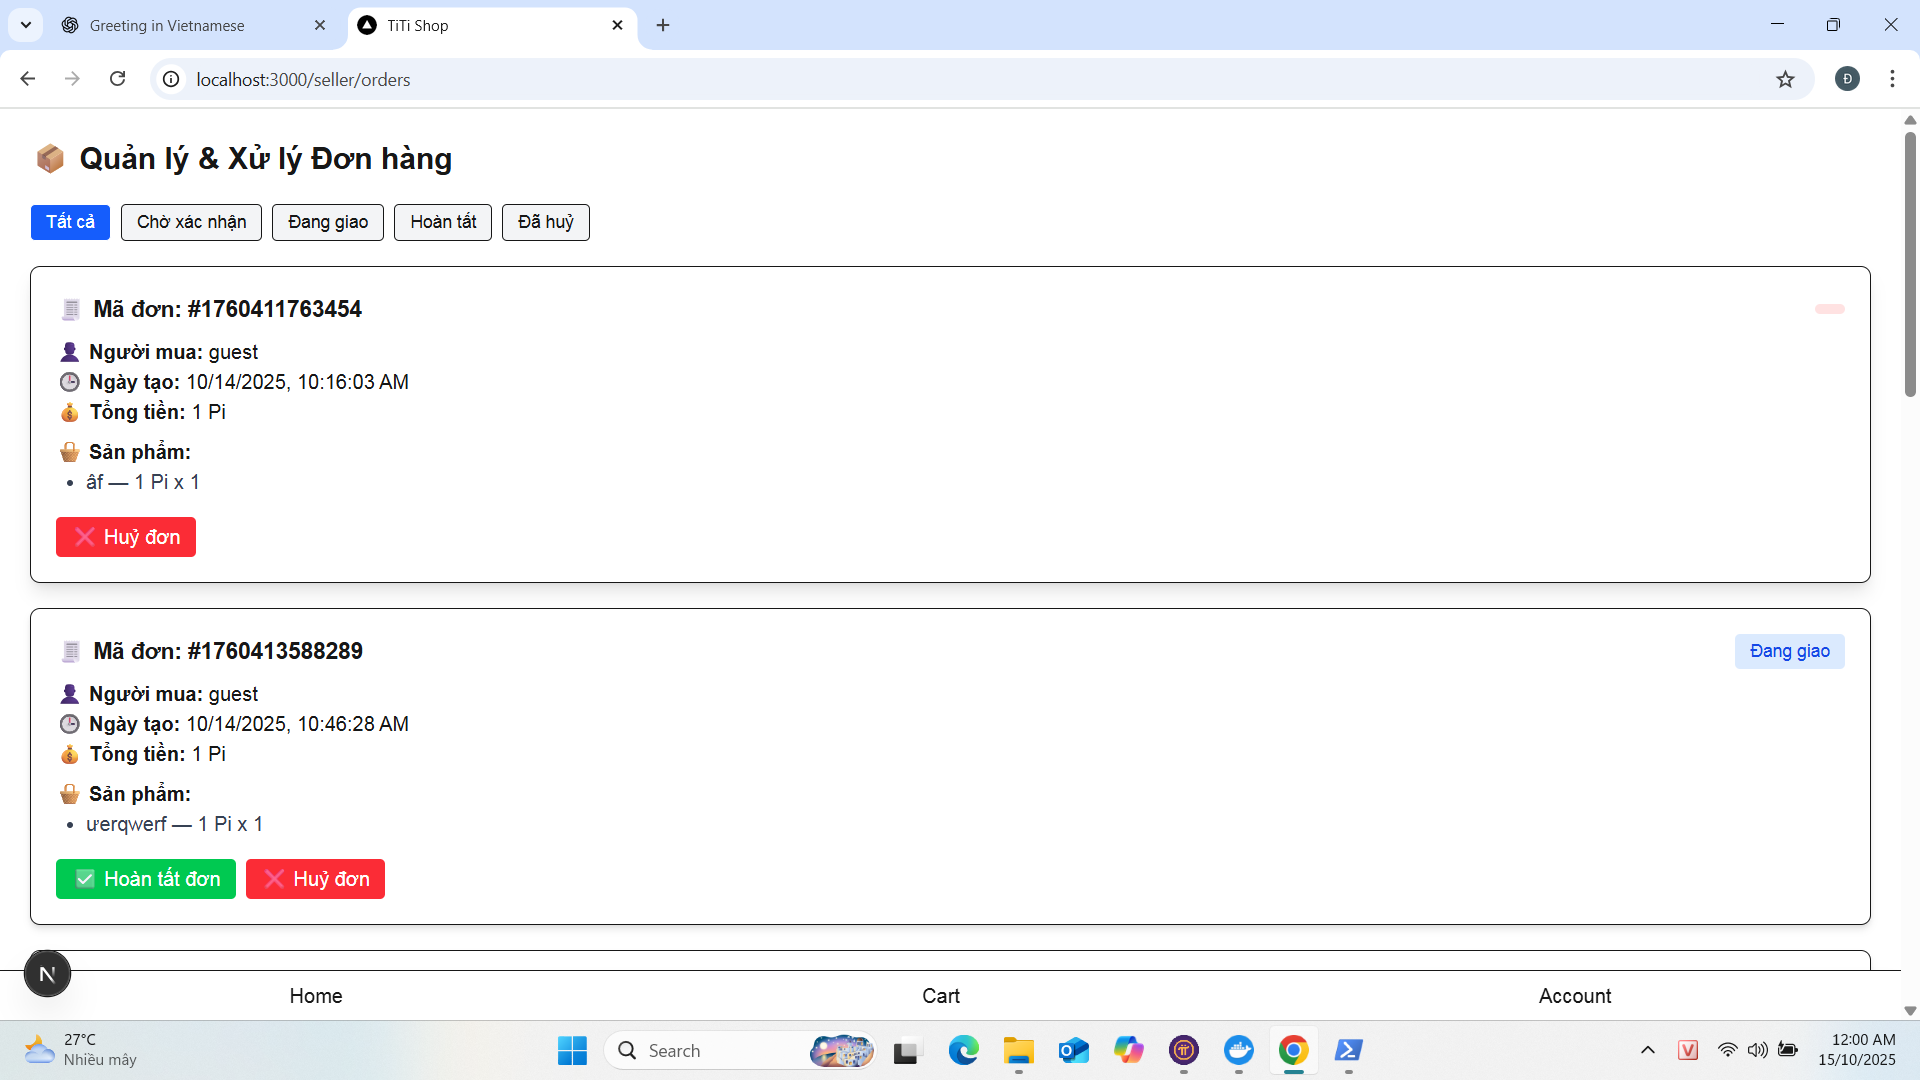 Greeting in Vietnamese
TiTi Shop
localhost:3000/seller/orders
Đ
Quản lý & Xử lý Đơn hàng
Tất cả
Chờ xác nhận
Đang giao
Hoàn tất
Đã huỷ
Mã đơn: #1760411763454
Người mua: guest
Ngày tạo: 10/14/2025, 10:16:03 AM
Tổng tiền: 1 Pi
Sản phẩm:
• âf — 1 Pi x 1
Huỷ đơn
Mã đơn: #1760413588289
Đang giao
Người mua: guest
Ngày tạo: 10/14/2025, 10:46:28 AM
Tổng tiền: 1 Pi
Sản phẩm:
• ưerqwerf — 1 Pi x 1
Hoàn tất đơn
Huỷ đơn
N
Home
Cart
Account
27°C
Nhiều mây
Search
V
12:00 AM
15/10/2025